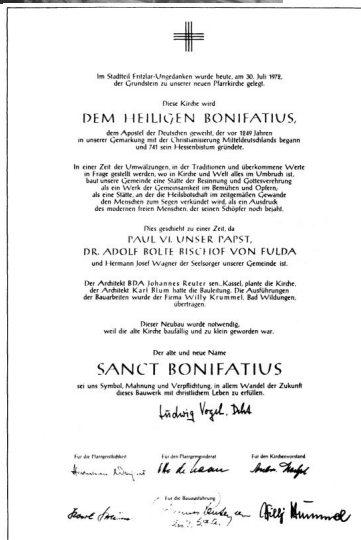 Im Stadtteil Fritzlar-Ungedanken wurde heute, am 30. Juli 1972,
der Grundstein zu unserer neuen Pfarrkirche gelegt.
Diese Kirche wird
DEM HEILIGEN BONIFATIUS,
dem Apostel der Deutschen geweiht, der vor 1249 Jahren
in unserer Gemarkung mit der Christianisierung Mitteldeutschlands begann
und 741 sein Hessenbistum gründete.
In einer Zeit der Umwälzungen, in der Traditionen und überkommene Werte
in Frage gestellt werden, wo in Kirche und Welt alles im Umbruch ist,
baut unsere Gemeinde eine Stätte der Besinnung und Gottesverehrung
als ein Werk der Gemeinsamkeit im Bemühen und Opfern,
als eine Stätte, an der die Heilsbotschaft im zeitgemäßen Gewande
den Menschen zum Segen verkündet wird, als ein Ausdruck
des modernen freien Menschen, der seinen Schöpfer noch bejaht.
Dies geschieht zu einer Zeit, da
PAUL VI. UNSER PAPST,
DR. ADOLF BOLTE BISCHOF VON FULDA
und Hermann Josef Wagner der Seelsorger unserer Gemeinde ist.
Der Architekt BDA Johannes Reuter sen., Kassel, plante die Kirche,
der Architekt Karl Blum hatte die Bauleitung. Die Ausführungen
der Bauarbeiten wurde der Firma Willy Krummel, Bad Wildungen,
übertragen.
Dieser Neubau wurde notwendig,
weil die alte Kirche baufällig und zu klein geworden war.
Der alte und neue Name
SANCT BONIFATIUS
sei uns Symbol, Mahnung und Verpflichtung, in allem Wandel der Zukunft
dieses Bauwerk mit christlichem Leben zu erfüllen.
Ludwig Vogel, Dekt
Für die Pfarrgeistlichkeit Für den Pfarrgemeinderat Für den Kirchenvorstand
Für die Bauausführung